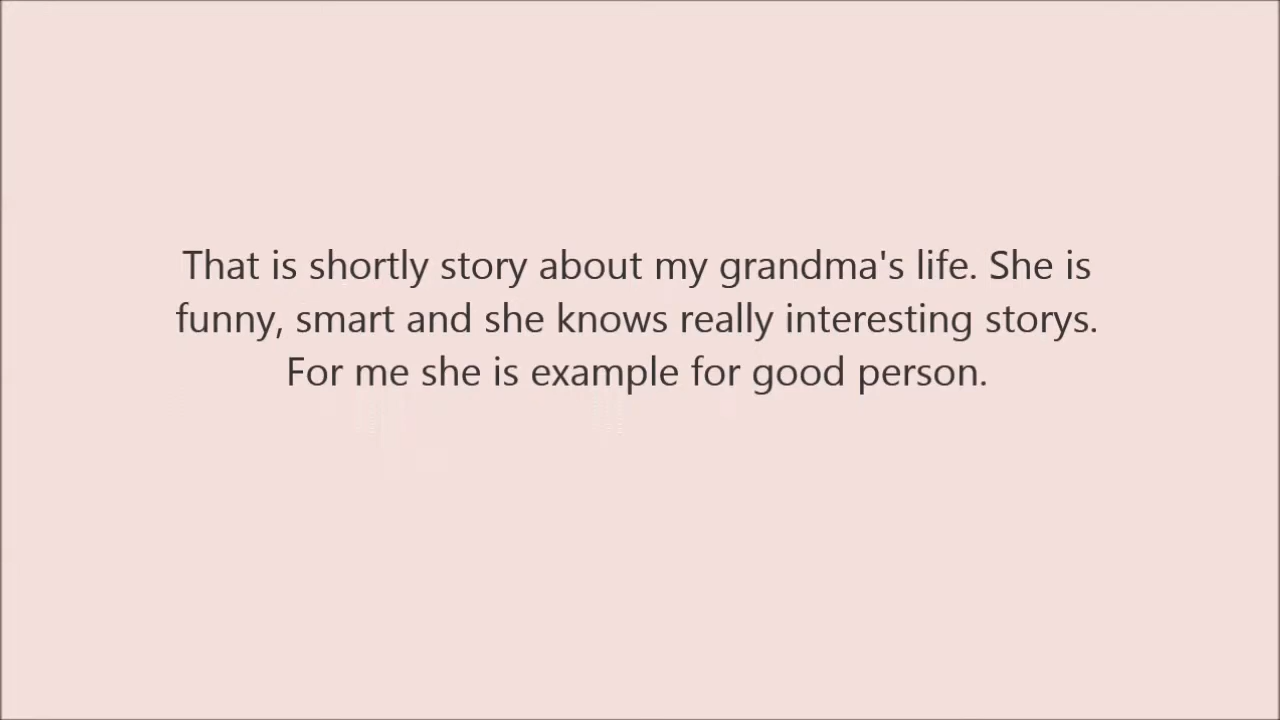 That is shortly story about my grandma's life. She is
funny, smart and she knows really interesting storys.
For me she is example for good person.